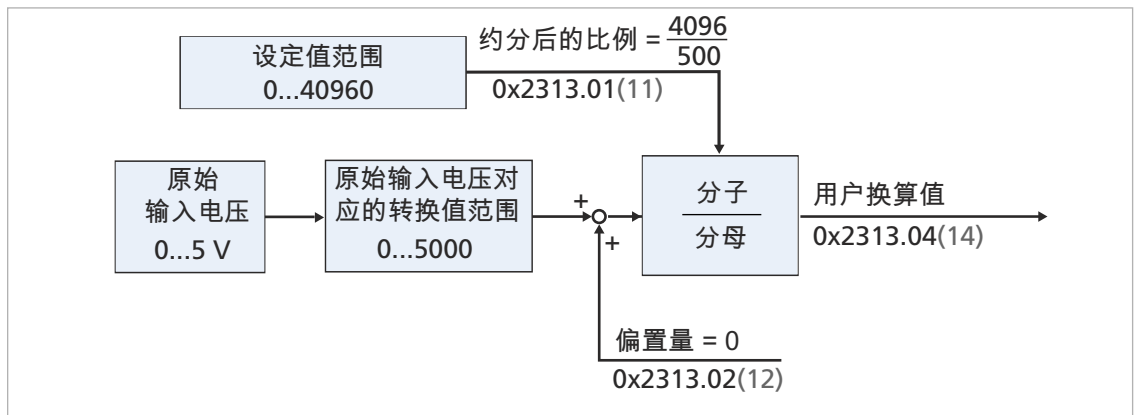 设定值范围
0...40960
约分后的比例 = 4096
500
0x2313.01(11)
原始
输入电压
0...5 V
原始输入电压对
应的转换值范围
0...5000
+
+
分子
分母
用户换算值
0x2313.04(14)
偏置量 = 0
0x2313.02(12)